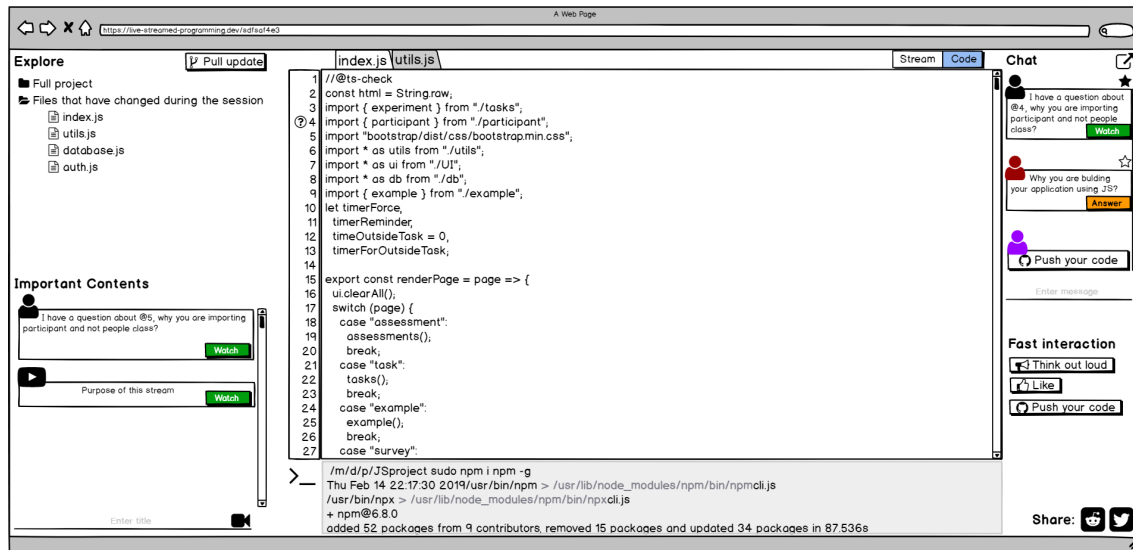 A Web Page
https://live-streamed-programming.dev/sdfsaf4e3
Explore
Pull update
Full project
Files that have changed during the session
index.js
utils.js
database.js
auth.js
Important Contents
I have a question about @5, why you are importing
participant and not people class?
Watch
Purpose of this stream
Watch
Enter title
index.js utils.js
Stream Code
1 //@ts-check
2 const html = String.raw;
3 import { experiment } from "./tasks";
? 4 import { participant } from "./participant";
5 import "bootstrap/dist/css/bootstrap.min.css";
6 import * as utils from "./utils";
7 import * as ui from "./UI";
8 import * as db from "./db";
9 import { example } from "./example";
10 let timerForce,
11 timerReminder,
12 timeOutsideTask = 0,
13 timerForOutsideTask;
14
15 export const renderPage = page => {
16 ui.clearAll();
17 switch (page) {
18 case "assessment":
19 assessments();
20 break;
21 case "task":
22 tasks();
23 break;
24 case "example":
25 example();
26 break;
27 case "survey":
>_
/m/d/p/JSproject sudo npm i npm -g
Thu Feb 14 22:17:30 2019/usr/bin/npm > /usr/lib/node_modules/npm/bin/npmcli.js
/usr/bin/npx > /usr/lib/node_modules/npm/bin/npxcli.js
+ npm@6.8.0
added 52 packages from 9 contributors, removed 15 packages and updated 34 packages in 87.536s
Chat
I have a question about
@4, why you are importing
participant and not people
class?
Watch
Why you are bulding
your application using JS?
Answer
Push your code
Enter message
Fast interaction
Think out loud
Like
Push your code
Share: